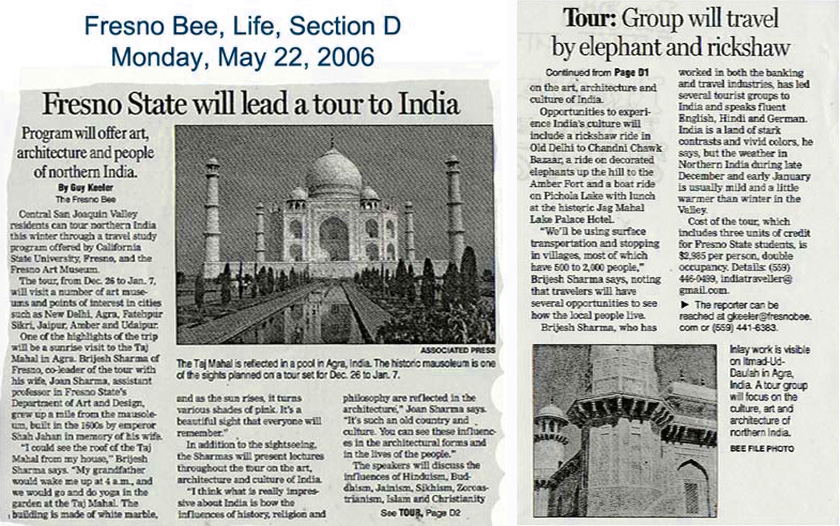 Fresno Bee, Life, Section D
Monday, May 22, 2006
Fresno State will lead a tour to India
Program will offer art,
architecture and people
of northern India.
By Guy Keeler
The Fresno Bee
Central San Joaquin Valley
residents can tour northern India
this winter through a travel study
program offered by California
State University, Fresno, and the
Fresno Art Museum.
The tour, from Dec. 26 to Jan. 7,
will visit a number of art muse-
ums and points of interest in cities
such as New Delhi, Agra, Fatehpur
Sikri, Jaipur, Amber and Udaipur.
One of the highlights of the trip
will be a sunrise visit to the Taj
Mahal in Agra. Brijesh Sharma of
Fresno, co-leader of the tour with
his wife, Joan Sharma, assistant
professor in Fresno State's
Department of Art and Design,
grew up a mile from the mausole-
um, built in the 1600s by emperor
Shah Jahan in memory of his wife.
"I could see the roof of the Taj
Mahal from my house," Brijesh
Sharma says. "My grandfather
would wake me up at 4 a.m., and
we would go and do yoga in the
garden at the Taj Mahal. The
building is made of white marble,
ASSOCIATED PRESS
The Taj Mahal is reflected in a pool in Agra, India. The historic mausoleum is one
of the sights planned on a tour set for Dec. 26 to Jan. 7.
and as the sun rises, it turns
various shades of pink. It's a
beautiful sight that everyone will
remember."
In addition to the sightseeing,
the Sharmas will present lectures
throughout the tour on the art,
architecture and culture of India.
"I think what is really impres-
sive about India is how the
influences of history, religion and
philosophy are reflected in the
architecture," Joan Sharma says.
"It's such an old country and
culture. You can see these influenc-
es in the architectural forms and
in the lives of the people."
The speakers will discuss the
influences of Hinduism, Bud-
dhism, Jainism, Sikhism, Zoroas-
trianism, Islam and Christianity
See TOUR, Page D2
Tour: Group will travel
by elephant and rickshaw
Continued from Page D1
on the art, architecture and
culture of India.
Opportunities to experi-
ence India's culture will
include a rickshaw ride in
Old Delhi to Chandni Chawk
Bazaar, a ride on decorated
elephants up the hill to the
Amber Fort and a boat ride
on Pichola Lake with lunch
at the historic Jag Mahal
Lake Palace Hotel.
"We'll be using surface
transportation and stopping
in villages, most of which
have 500 to 2,000 people,"
Brijesh Sharma says, noting
that travelers will have
several opportunities to see
how the local people live.
Brijesh Sharma, who has
worked in both the banking
and travel industries, has led
several tourist groups to
India and speaks fluent
English, Hindi and German.
India is a land of stark
contrasts and vivid colors, he
says, but the weather in
Northern India during late
December and early January
is usually mild and a little
warmer than winter in the
Valley.
Cost of the tour, which
includes three units of credit
for Fresno State students, is
$2,985 per person, double
occupancy. Details: (559)
446-0499, indiatraveller@
gmail.com.
► The reporter can be
reached at gkeeler@fresnobee.
com or (559) 441-6383.
Inlay work is visible
on Itmad-Ud-
Daulah in Agra,
India. A tour group
will focus on the
culture, art and
architecture of
northern India.
BEE FILE PHOTO